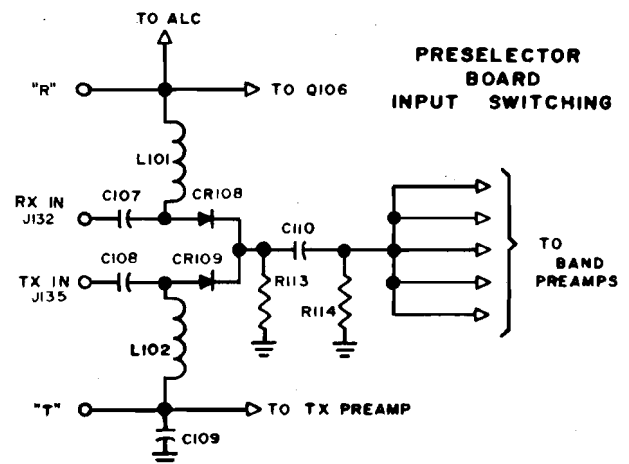 TO ALC
PRESELECTOR
BOARD
INPUT SWITCHING
"R"
TO Q106
L101
RX IN
J132
C107
CR108
C110
TX IN
J135
C108
CR109
R113
R114
TO
BAND
PREAMPS
L102
"T"
TO TX PREAMP
C109